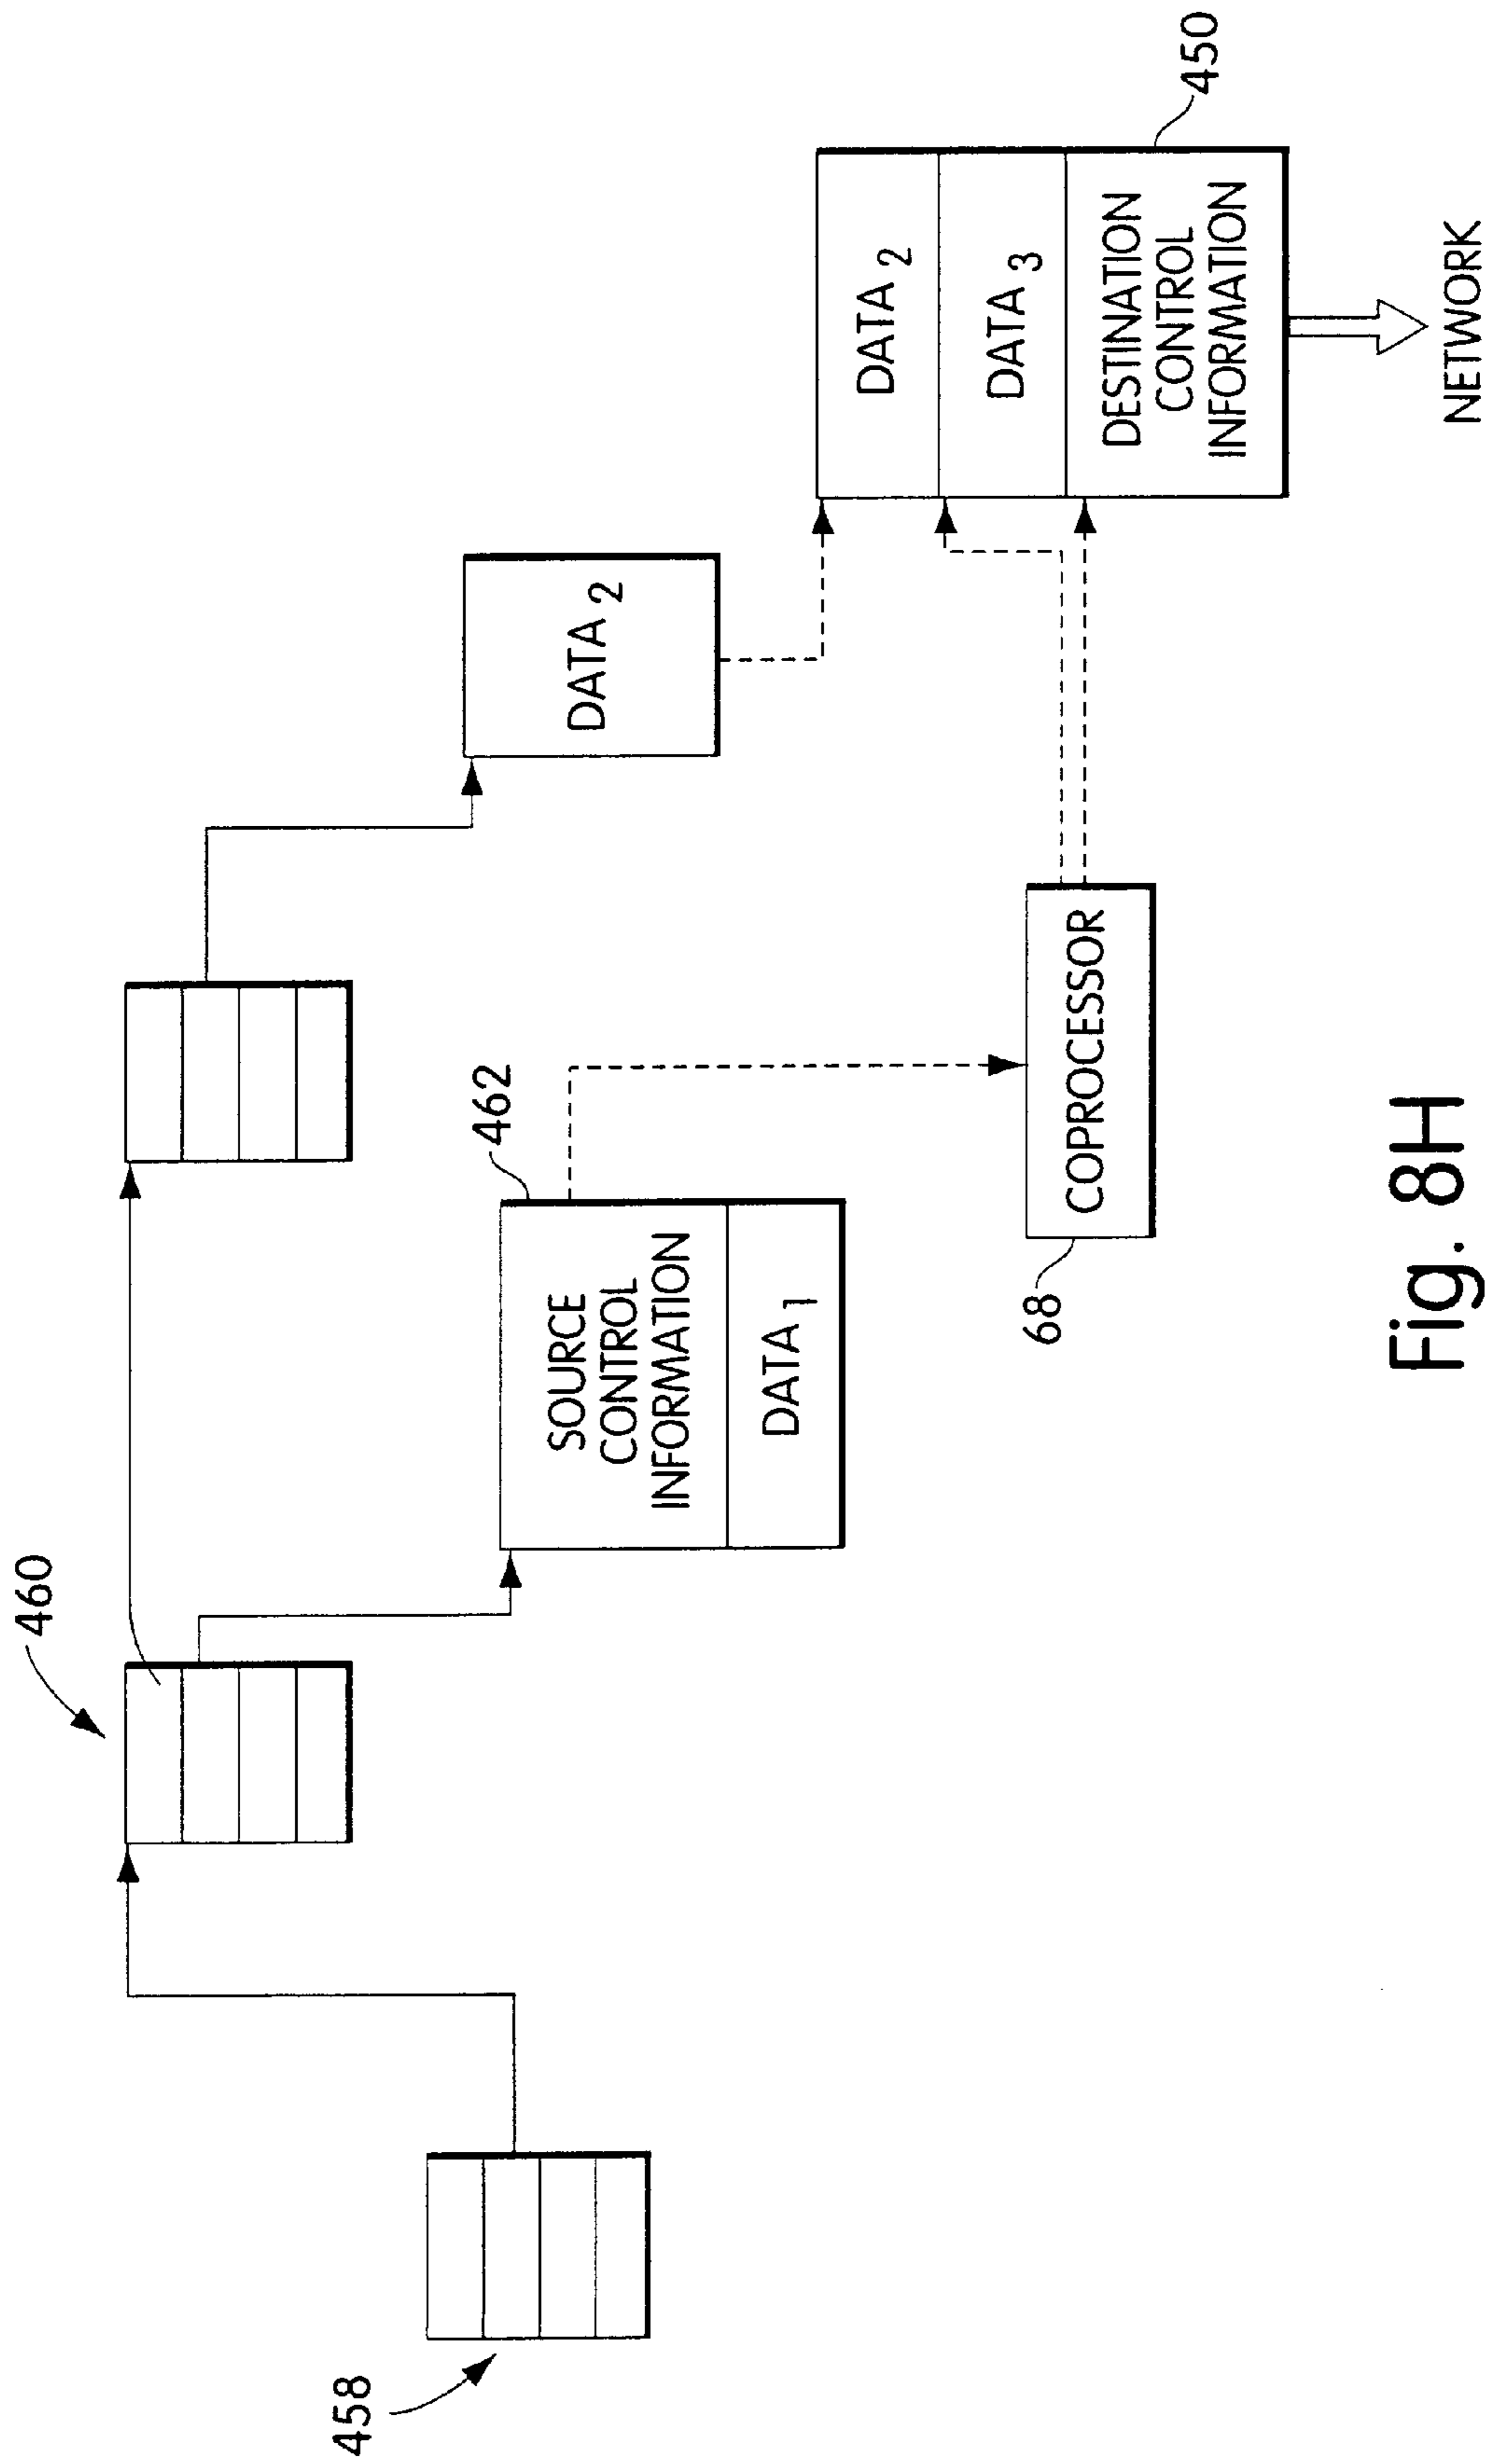 460
458
462
SOURCE
CONTROL
INFORMATION
DATA 1
DATA 2
68
COPROCESSOR
DATA 2
DATA 3
DESTINATION
CONTROL
INFORMATION
450
NETWORK
Fig. 8H